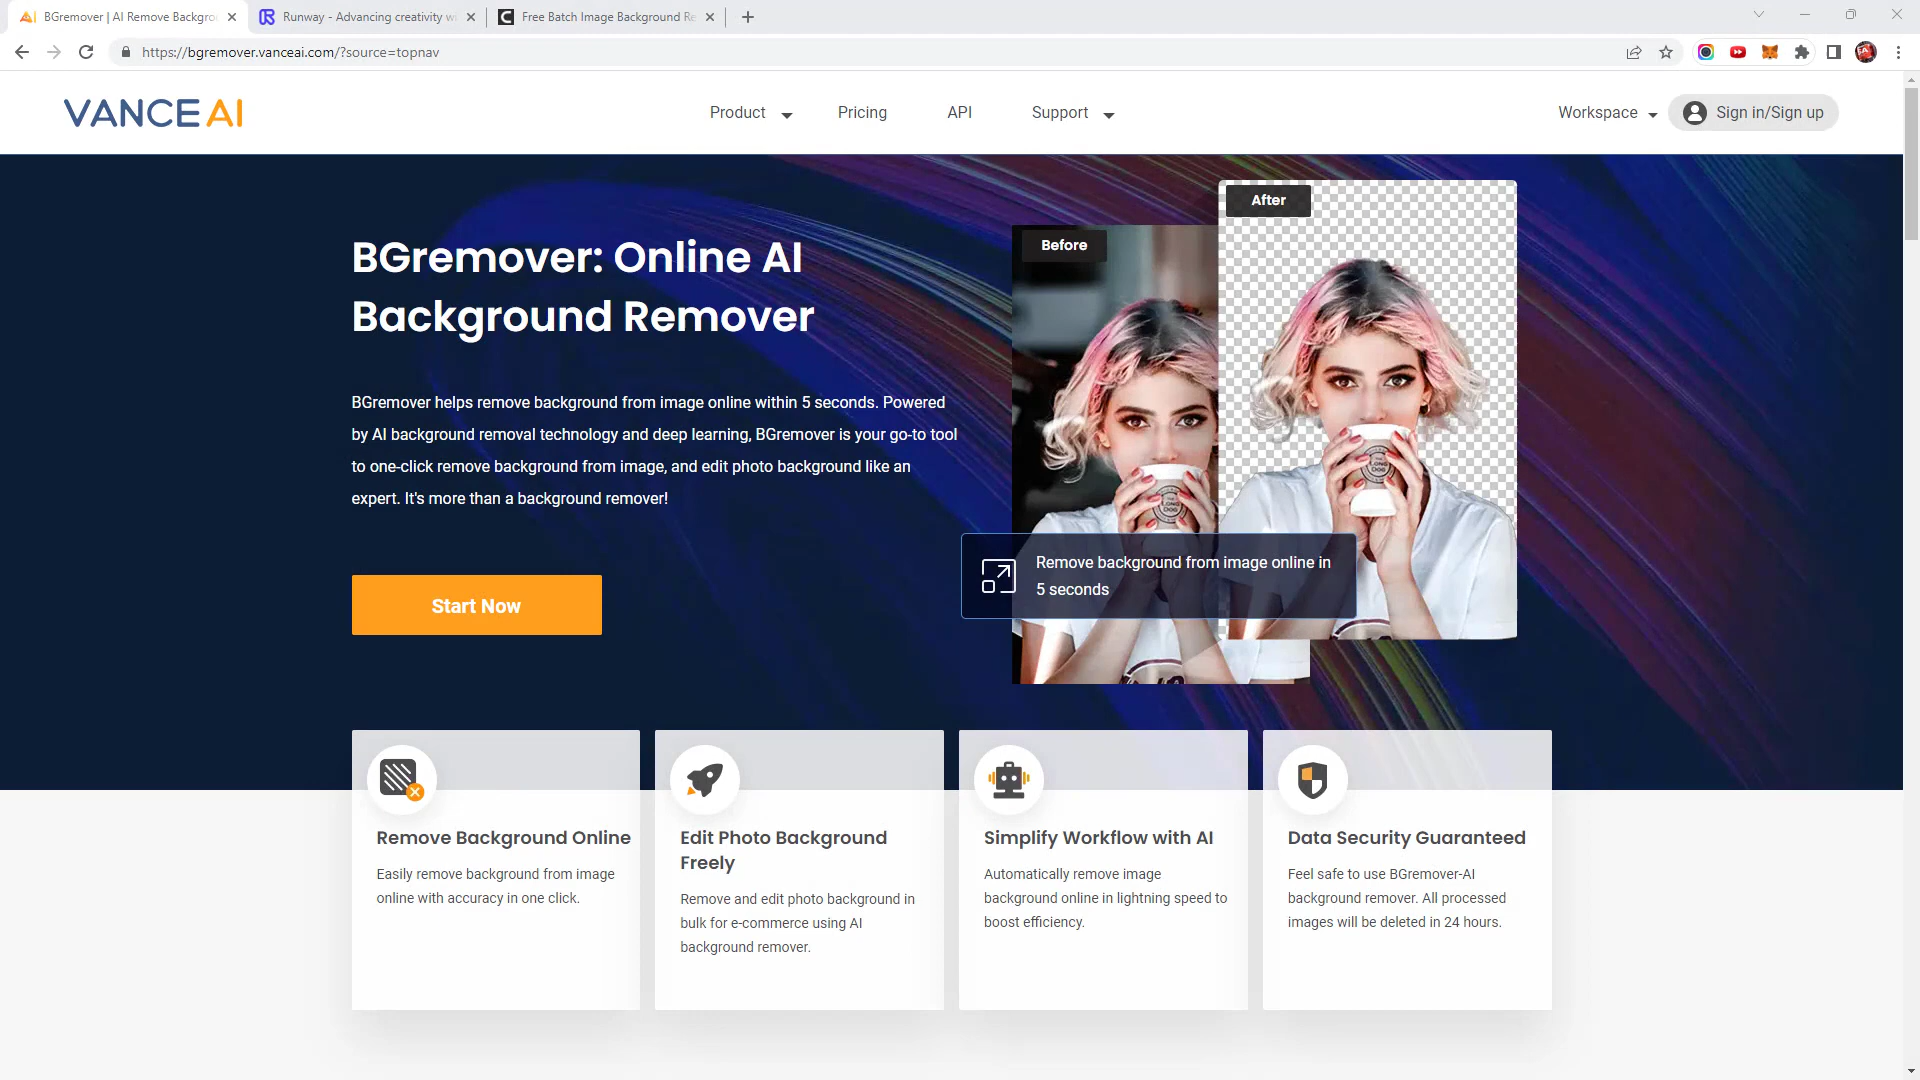 BGremover | AI Remove Backgro
Runway - Advancing creativity wi
Free Batch Image Background Re
https://bgremover.vanceai.com/?source=topnav
VANCE AI
Product
Pricing
API
Support
Workspace
Sign in/Sign up
BGremover: Online AI
Background Remover
BGremover helps remove background from image online within 5 seconds. Powered
by AI background removal technology and deep learning, BGremover is your go-to tool
to one-click remove background from image, and edit photo background like an
expert. It's more than a background remover!
Start Now
Before
After
THE
LONG
DOG
Remove background from image online in
5 seconds
Remove Background Online
Easily remove background from image
online with accuracy in one click.
Edit Photo Background
Freely
Remove and edit photo background in
bulk for e-commerce using AI
background remover.
Simplify Workflow with AI
Automatically remove image
background online in lightning speed to
boost efficiency.
Data Security Guaranteed
Feel safe to use BGremover-AI
background remover. All processed
images will be deleted in 24 hours.